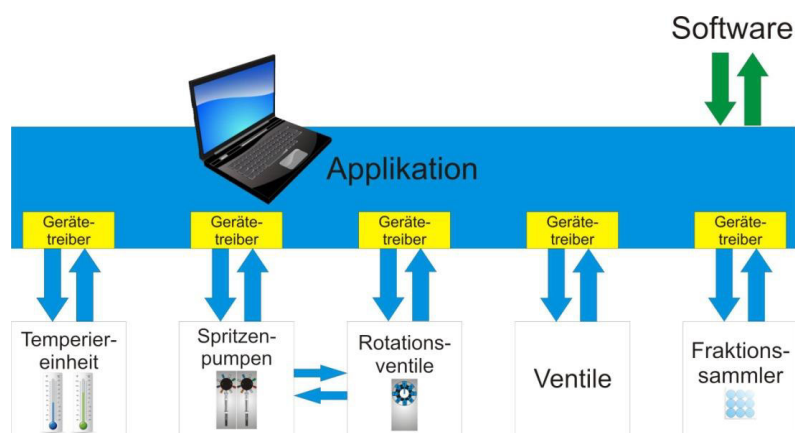 Software
Applikation
Geräte-
treiber
Geräte-
treiber
Geräte-
treiber
Geräte-
treiber
Geräte-
treiber
Temperier-
einheit
Spritzen-
pumpen
Rotations-
ventile
Ventile
Fraktions-
sammler